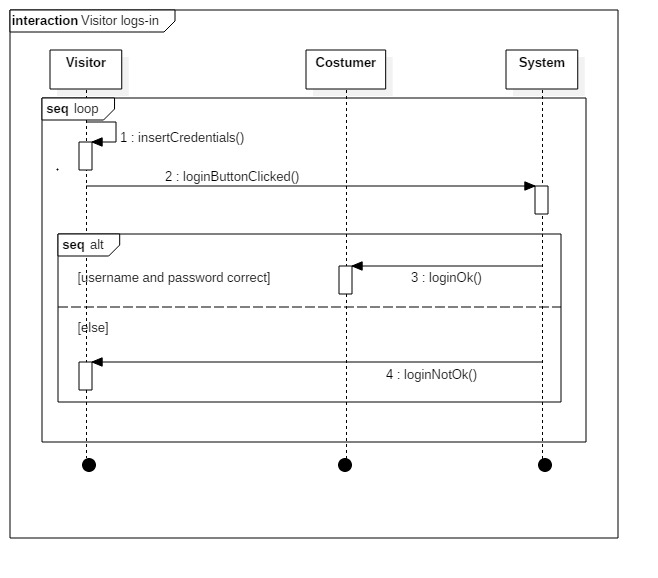 interaction Visitor logs-in
Visitor
Costumer
System
seq loop
1 : insertCredentials()
2 : loginButtonClicked()
seq alt
[username and password correct]
3 : loginOk()
[else]
4 : loginNotOk()